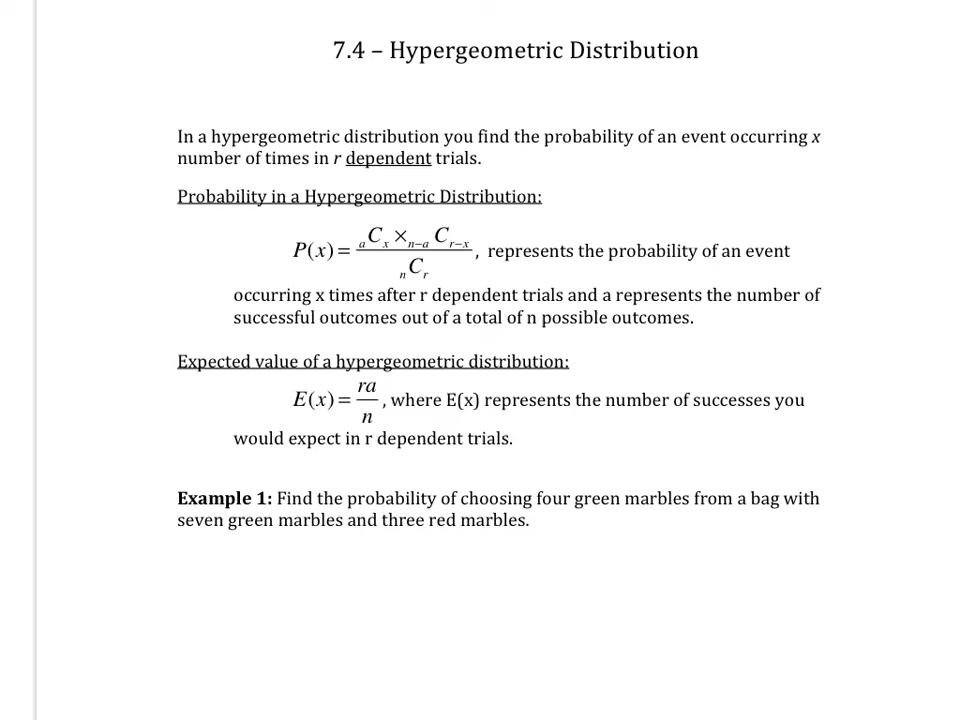 7.4 – Hypergeometric Distribution
In a hypergeometric distribution you find the probability of an event occurring x
number of times in r dependent trials.
Probability in a Hypergeometric Distribution:
P(x) = (ₐCₓ ×ₙ₋ₐ Cᵣ₋ₓ) / ₙCᵣ, represents the probability of an event
occurring x times after r dependent trials and a represents the number of
successful outcomes out of a total of n possible outcomes.
Expected value of a hypergeometric distribution:
E(x) = ra / n, where E(x) represents the number of successes you
would expect in r dependent trials.
Example 1: Find the probability of choosing four green marbles from a bag with
seven green marbles and three red marbles.